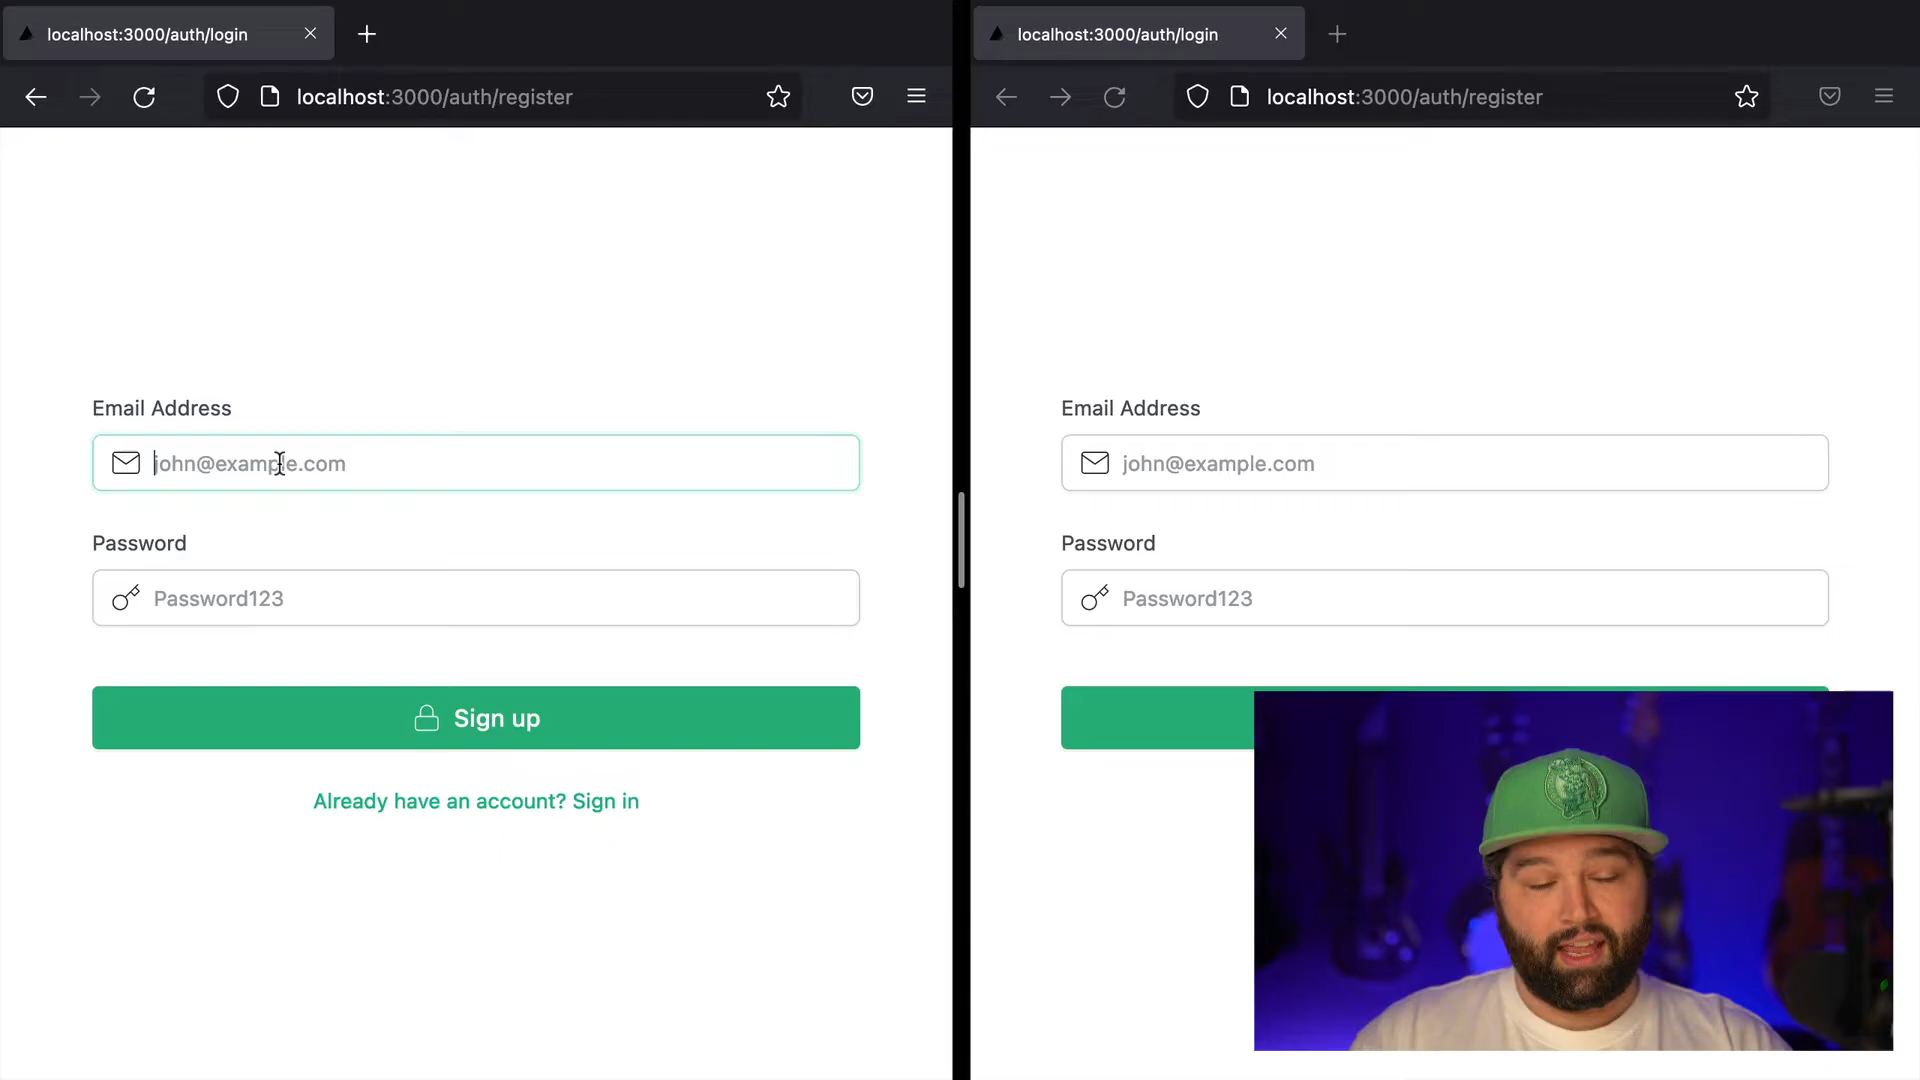 localhost:3000/auth/login
localhost:3000/auth/register
Email Address
john@example.com
Password
Password123
Sign up
Already have an account? Sign in
localhost:3000/auth/login
localhost:3000/auth/register
Email Address
john@example.com
Password
Password123